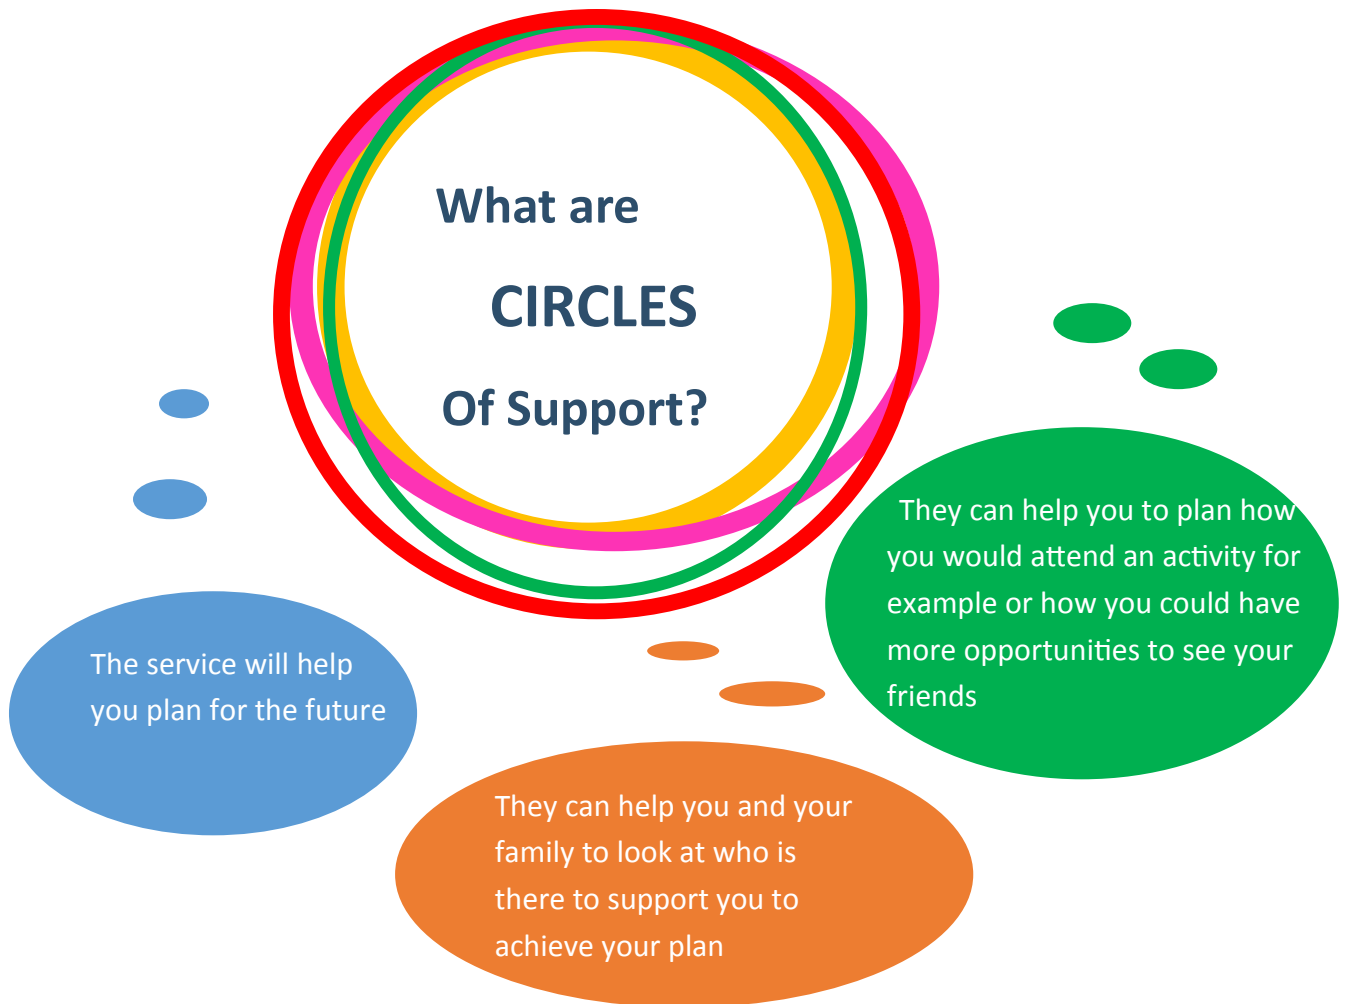 What are
CIRCLES
Of Support?
The service will help
you plan for the future
They can help you and your
family to look at who is
there to support you to
achieve your plan
They can help you to plan how
you would attend an activity for
example or how you could have
more opportunities to see your
friends